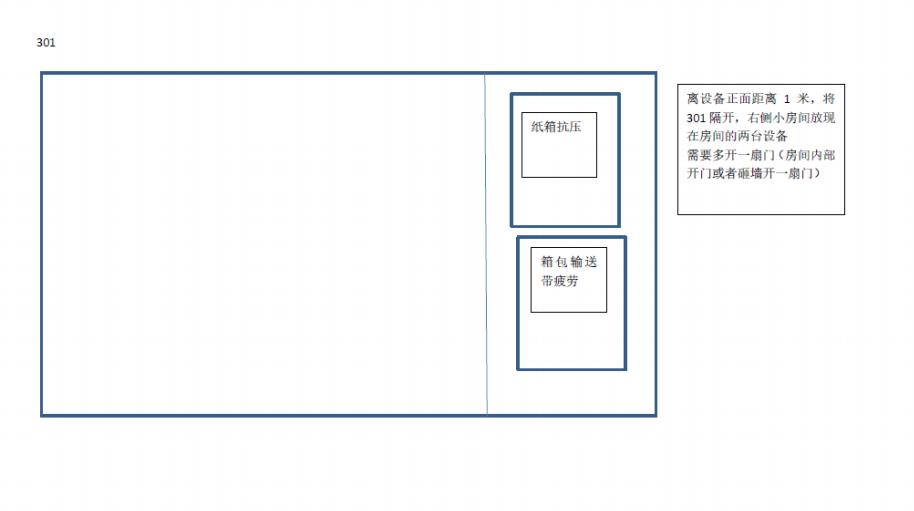 301
纸箱抗压
箱包输送
带疲劳
离设备正面距离 1 米，将
301 隔开，右侧小房间放现
在房间的两台设备
需要多开一扇门（房间内部
开门或者砸墙开一扇门）